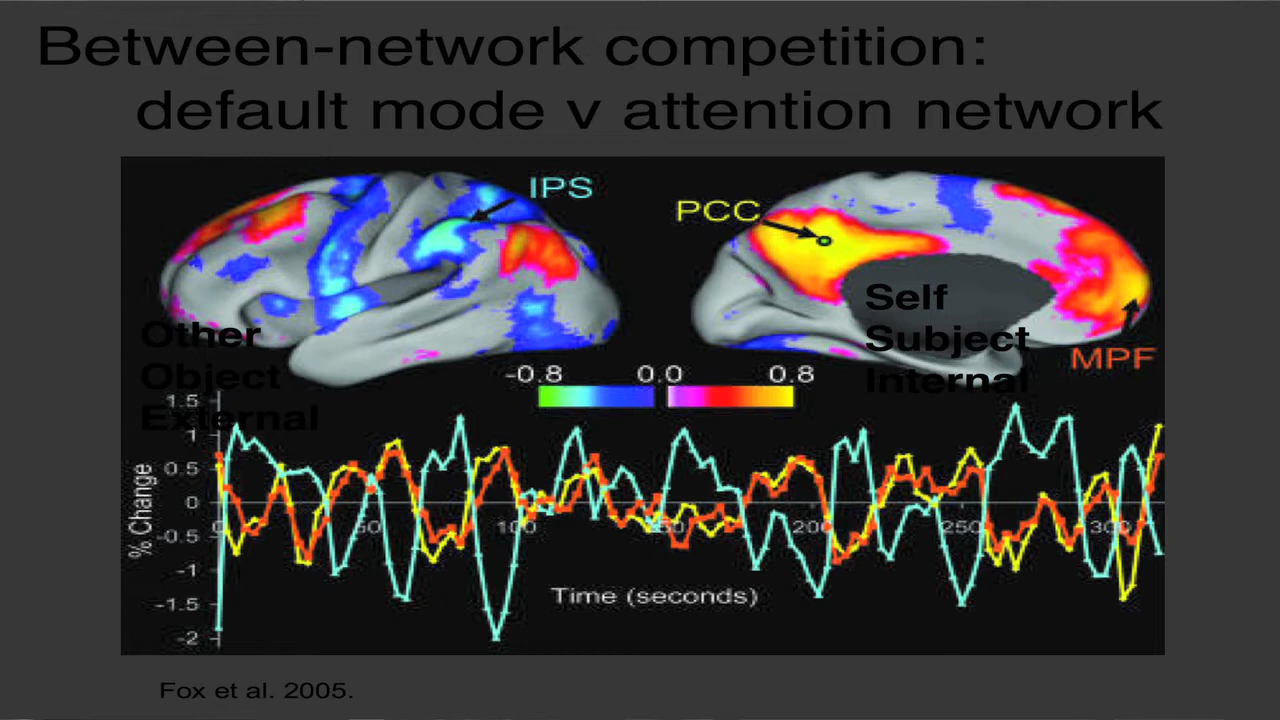 Between-network competition:
default mode v attention network
IPS
PCC
Self
Subject
Internal
Other
Object
External
MPF
-0.8 0.0 0.8
1.5
1
0.5
0
-0.5
-1
-1.5
-2
% Change
0 50 100 150 200 250 300
Time (seconds)
Fox et al. 2005.